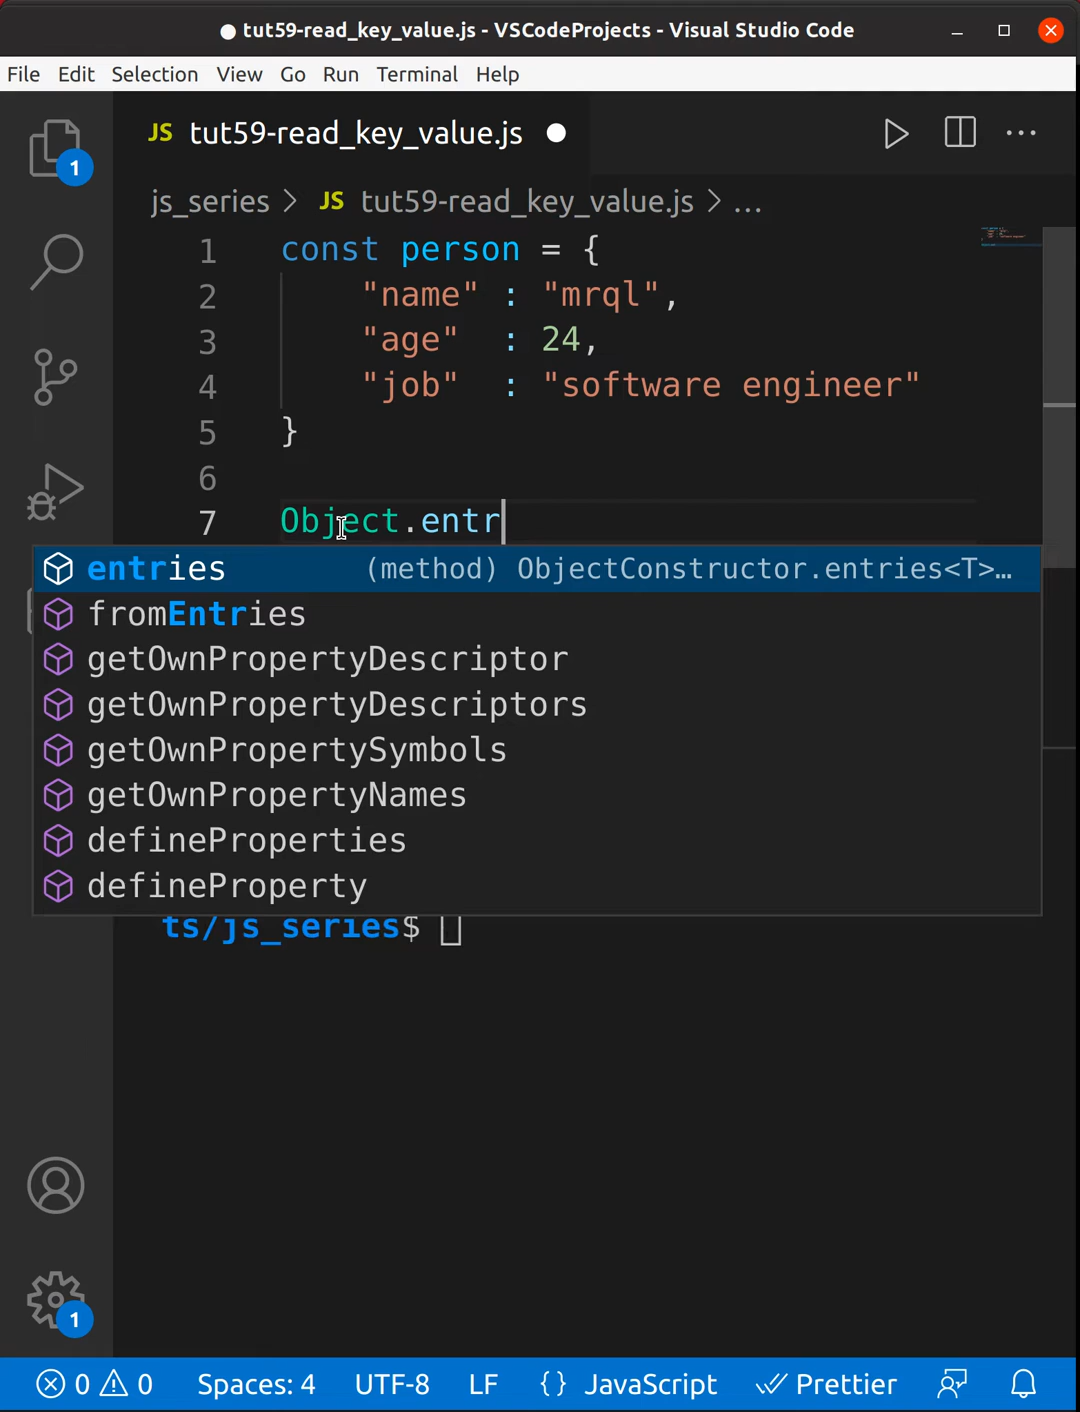 tut59-read_key_value.js - VSCodeProjects - Visual Studio Code
File Edit Selection View Go Run Terminal Help
JS tut59-read_key_value.js
1
js_series > JS tut59-read_key_value.js > ...
1 const person = {
2 "name" : "mrql",
3 "age" : 24,
4 "job" : "software engineer"
5 }
6
7 Object.entr
entries (method) ObjectConstructor.entries<T>…
fromEntries
getOwnPropertyDescriptor
getOwnPropertyDescriptors
getOwnPropertySymbols
getOwnPropertyNames
defineProperties
defineProperty
ts/js_series$
1
0 0 Spaces: 4 UTF-8 LF {} JavaScript Prettier